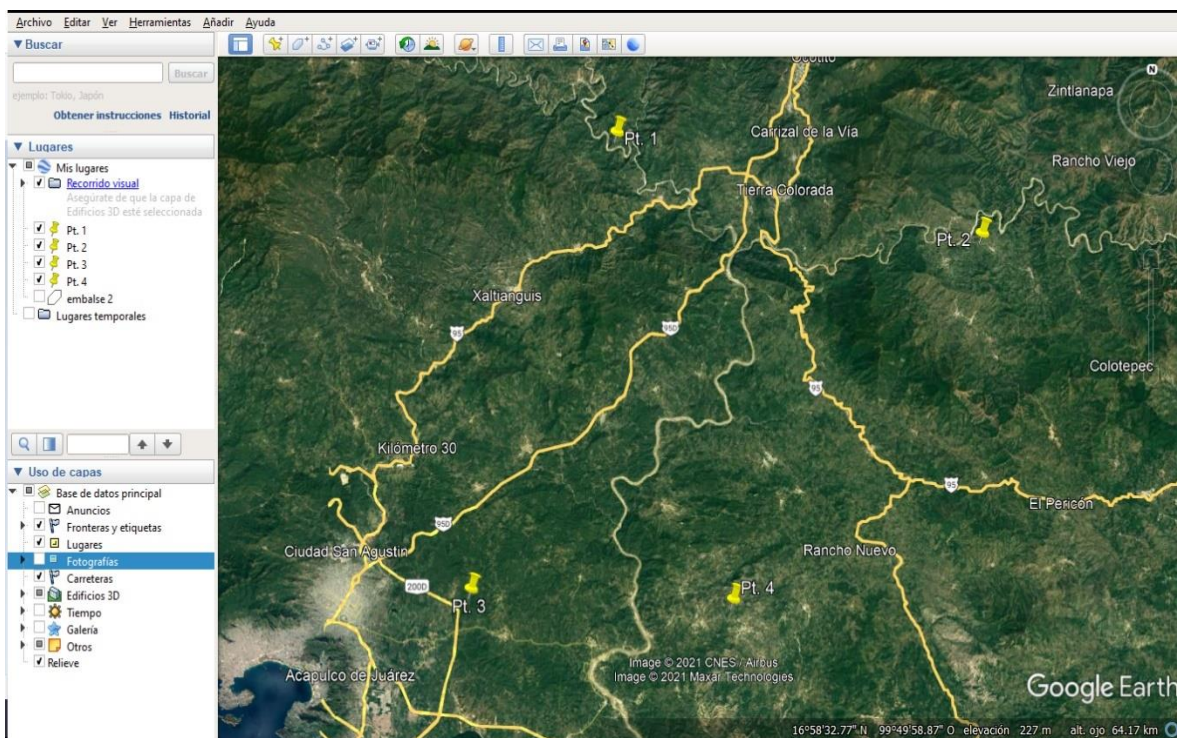 Archivo Editar Ver Herramientas Añadir Ayuda
Buscar
Buscar
ejemplo: Tokio, Japón
Obtener instrucciones Historial
Lugares
Mis lugares
Recorrido visual
Asegúrate de que la capa de
Edificios 3D esté seleccionada
Pt. 1
Pt. 2
Pt. 3
Pt. 4
embalse 2
Lugares temporales
Uso de capas
Base de datos principal
Anuncios
Fronteras y etiquetas
Lugares
Fotografías
Carreteras
Edificios 3D
Tiempo
Galería
Otros
Relieve
Ocotito
N
Zintlanapa
Pt. 1
Carrizal de la Vía
Rancho Viejo
Tierra Colorada
Pt. 2
Xaltianguis
95
95D
Colotepec
95
Kilómetro 30
95
El Pericón
95D
Ciudad San Agustin
Rancho Nuevo
200D
Pt. 3
Pt. 4
Acapulco de Juárez
Image © 2021 CNES / Airbus
Image © 2021 Maxar Technologies
Google Earth
16°58'32.77" N 99°49'58.87" O elevación 227 m alt. ojo 64.17 km